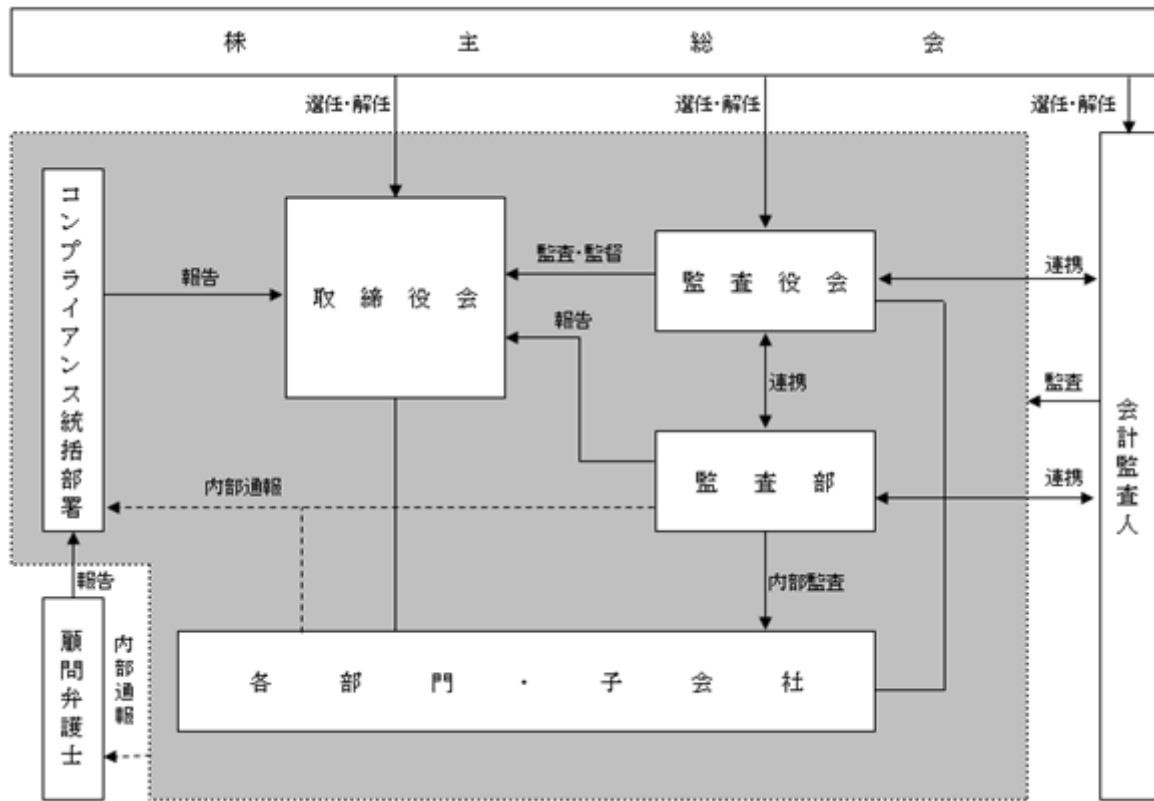 株主総会
選任・解任
選任・解任
選任・解任
コンプライアンス統括部署
報告
取締役会
監査・監督
監査役会
連携
報告
連携
監査
会計監査人
内部通報
監査部
連携
報告
内部監査
顧問弁護士
内部通報
各部門・子会社